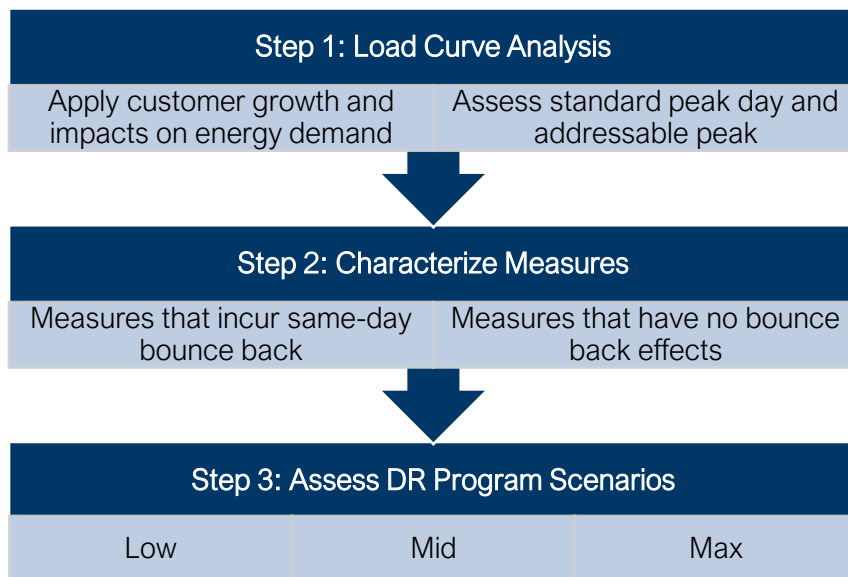 Step 1: Load Curve Analysis
Apply customer growth and
impacts on energy demand
Assess standard peak day and
addressable peak
Step 2: Characterize Measures
Measures that incur same-day
bounce back
Measures that have no bounce
back effects
Step 3: Assess DR Program Scenarios
Low
Mid
Max